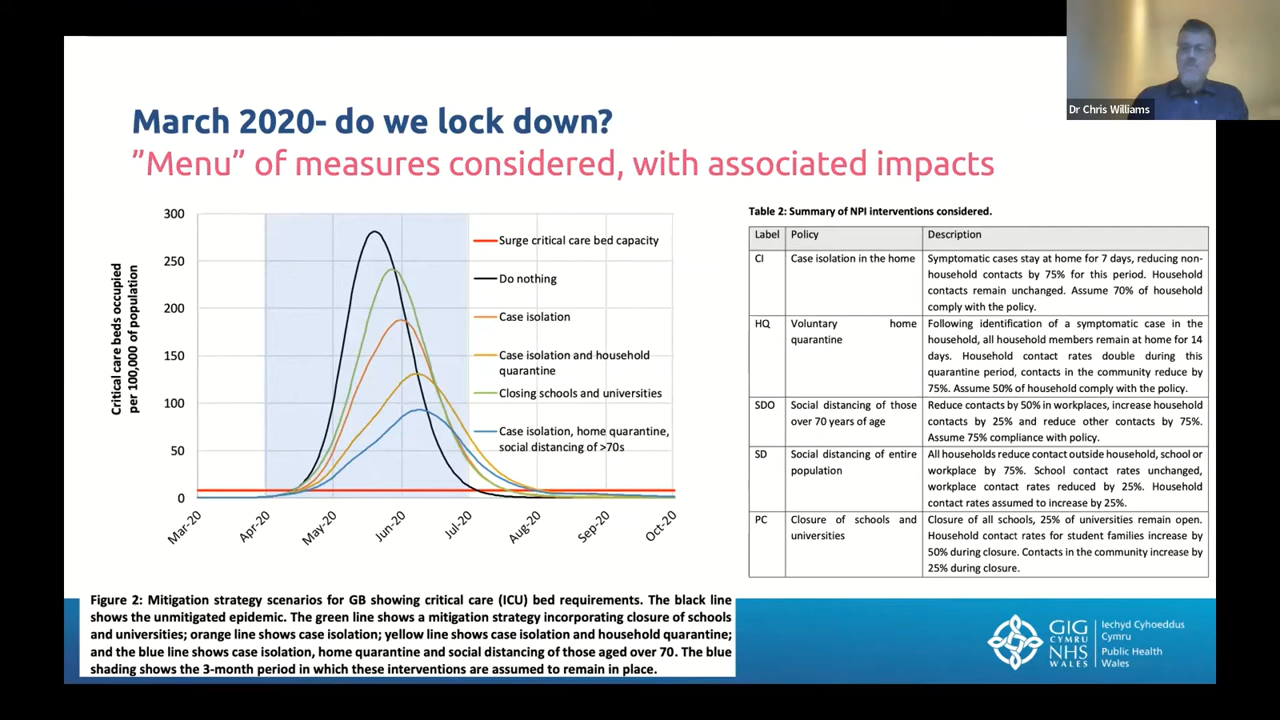 Dr Chris Williams
March 2020- do we lock down?
”Menu” of measures considered, with associated impacts
Critical care beds occupied
per 100,000 of population
300
250
200
150
100
50
0
Mar-20
Apr-20
May-20
Jun-20
Jul-20
Aug-20
Sep-20
Oct-20
Surge critical care bed capacity
Do nothing
Case isolation
Case isolation and household
quarantine
Closing schools and universities
Case isolation, home quarantine,
social distancing of >70s
Figure 2: Mitigation strategy scenarios for GB showing critical care (ICU) bed requirements. The black line
shows the unmitigated epidemic. The green line shows a mitigation strategy incorporating closure of schools
and universities; orange line shows case isolation; yellow line shows case isolation and household quarantine;
and the blue line shows case isolation, home quarantine and social distancing of those aged over 70. The blue
shading shows the 3-month period in which these interventions are assumed to remain in place.
Table 2: Summary of NPI interventions considered.
Label Policy Description
CI Case isolation in the home Symptomatic cases stay at home for 7 days, reducing non-
household contacts by 75% for this period. Household
contacts remain unchanged. Assume 70% of household
comply with the policy.
HQ Voluntary home Following identification of a symptomatic case in the
quarantine household, all household members remain at home for 14
days. Household contact rates double during this
quarantine period, contacts in the community reduce by
75%. Assume 50% of household comply with the policy.
SDO Social distancing of those Reduce contacts by 50% in workplaces, increase household
over 70 years of age contacts by 25% and reduce other contacts by 75%.
Assume 75% compliance with policy.
SD Social distancing of entire All households reduce contact outside household, school or
population workplace by 75%. School contact rates unchanged,
workplace contact rates reduced by 25%. Household
contact rates assumed to increase by 25%.
PC Closure of schools and Closure of all schools, 25% of universities remain open.
universities Household contact rates for student families increase by
50% during closure. Contacts in the community increase by
25% during closure.
GIG
CYMRU
NHS
WALES
Iechyd Cyhoeddus
Cymru
Public Health
Wales